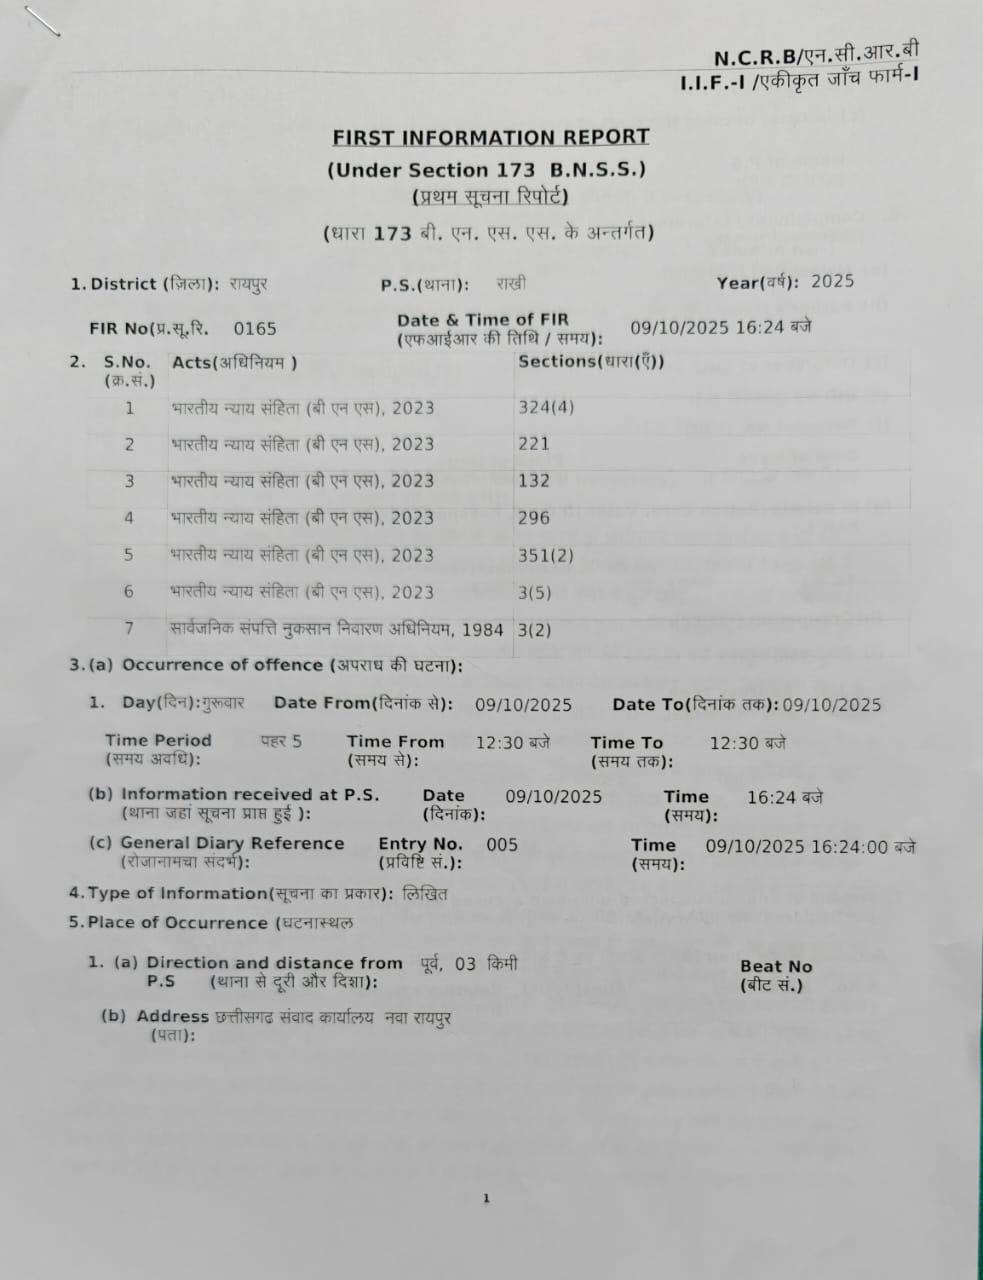 N.C.R.B/एन.सी.आर.बी
I.I.F.-I /एकीकृत जाँच फार्म-I
FIRST INFORMATION REPORT
(Under Section 173 B.N.S.S.)
(प्रथम सूचना रिपोर्ट)
(धारा 173 बी. एन. एस. एस. के अन्तर्गत)
1. District (ज़िला): रायपुर P.S.(थाना): राखी Year(वर्ष): 2025
FIR No(प्र.सू.रि. 0165 Date & Time of FIR 09/10/2025 16:24 बजे
(एफआईआर की तिथि / समय):
2. S.No. Acts(अधिनियम ) Sections(धारा(एँ))
(क्र.सं.)
1 भारतीय न्याय संहिता (बी एन एस), 2023 324(4)
2 भारतीय न्याय संहिता (बी एन एस), 2023 221
3 भारतीय न्याय संहिता (बी एन एस), 2023 132
4 भारतीय न्याय संहिता (बी एन एस), 2023 296
5 भारतीय न्याय संहिता (बी एन एस), 2023 351(2)
6 भारतीय न्याय संहिता (बी एन एस), 2023 3(5)
7 सार्वजनिक संपत्ति नुकसान निवारण अधिनियम, 1984 3(2)
3. (a) Occurrence of offence (अपराध की घटना):
1. Day(दिन):गुरूवार Date From(दिनांक से): 09/10/2025 Date To(दिनांक तक): 09/10/2025
Time Period पहर 5 Time From 12:30 बजे Time To 12:30 बजे
(समय अवधि): (समय से): (समय तक):
(b) Information received at P.S. Date 09/10/2025 Time 16:24 बजे
(थाना जहां सूचना प्राप्त हुई ): (दिनांक): (समय):
(c) General Diary Reference Entry No. 005 Time 09/10/2025 16:24:00 बजे
(रोजानामचा संदर्भ): (प्रविष्टि सं.): (समय):
4. Type of Information(सूचना का प्रकार): लिखित
5. Place of Occurrence (घटनास्थल
1. (a) Direction and distance from पूर्व, 03 किमी Beat No
P.S (थाना से दूरी और दिशा): (बीट सं.)
(b) Address छत्तीसगढ संवाद कार्यालय नवा रायपुर
(पता):
1